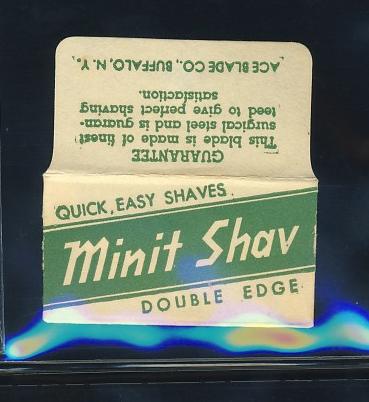 GUARANTEE
This blade is made of finest
surgical steel and is guaran-
teed to give perfect shaving
satisfaction.
ACE BLADE CO., BUFFALO, N. Y.
QUICK, EASY SHAVES
Minit Shav
DOUBLE EDGE